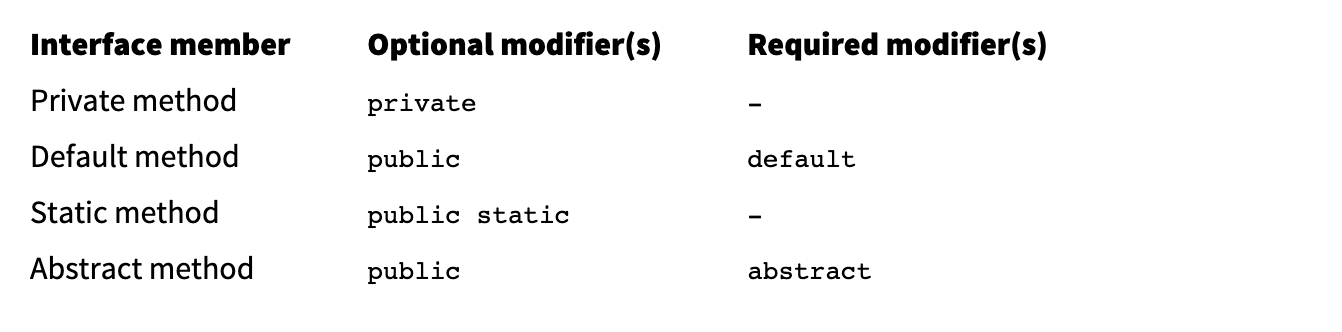 Interface member Optional modifier(s) Required modifier(s)
Private method private –
Default method public default
Static method public static –
Abstract method public abstract